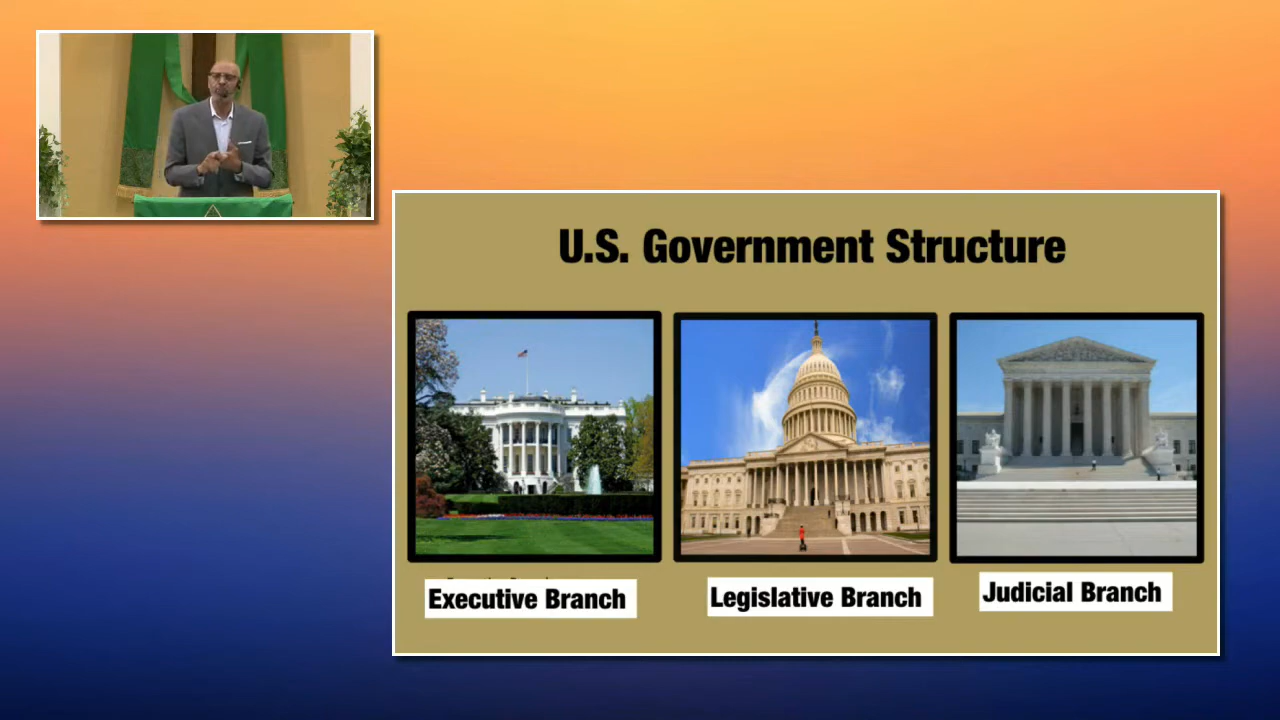 U.S. Government Structure
Executive Branch
Legislative Branch
Judicial Branch